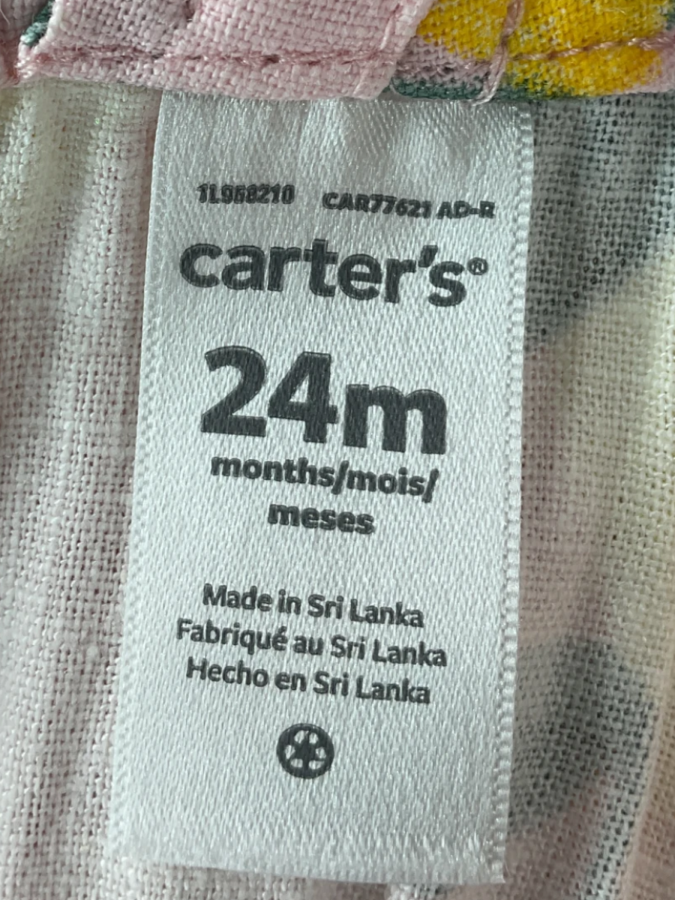 1L968210 CAR77621 AD-R
carter's®
24m
months/mois/
meses
Made in Sri Lanka
Fabriqué au Sri Lanka
Hecho en Sri Lanka